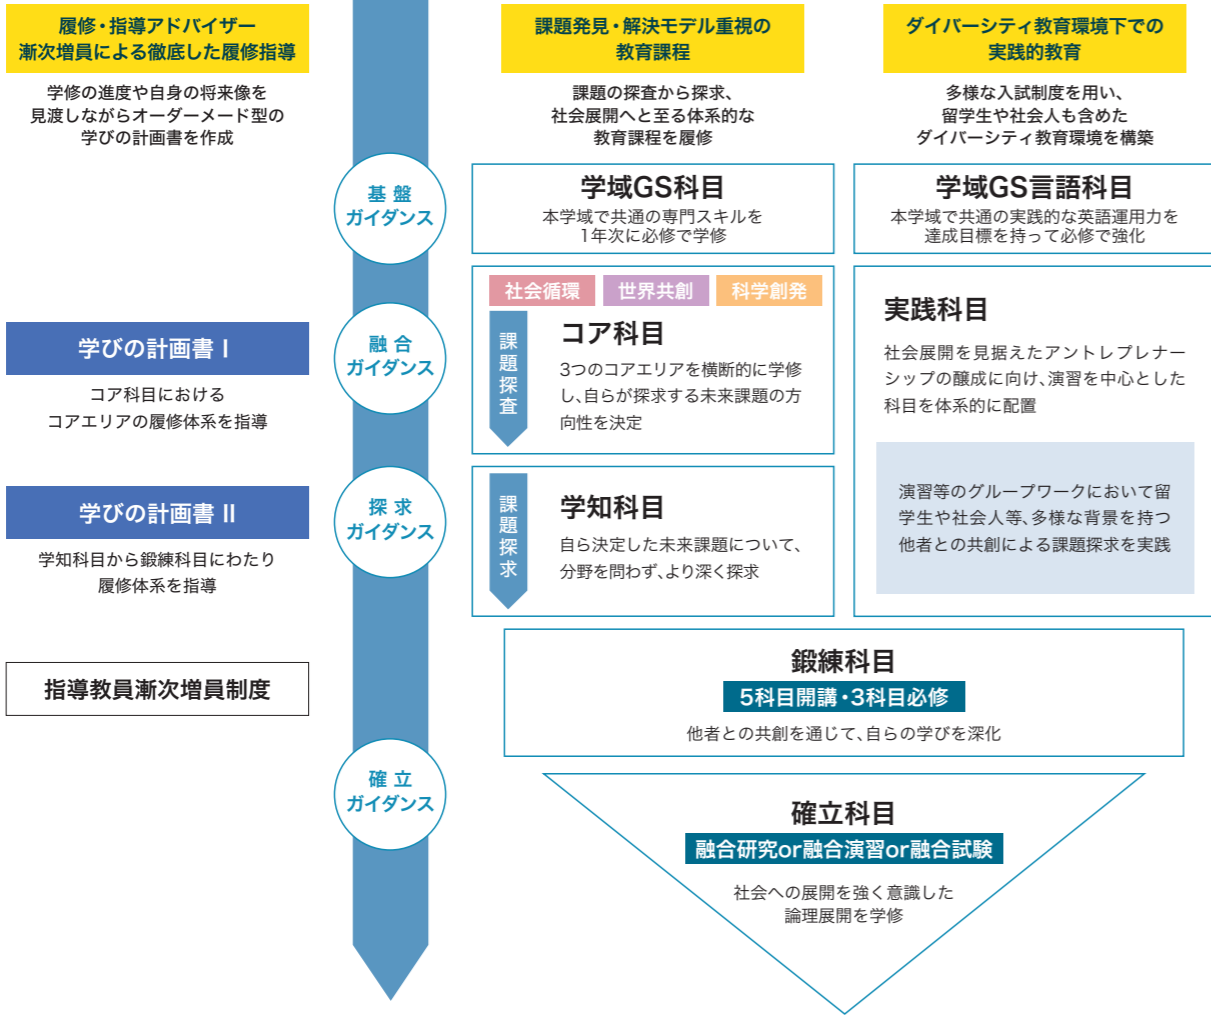 履修・指導アドバイザー
漸次増員による徹底した履修指導
学修の進度や自身の将来像を
見渡しながらオーダーメード型の
学びの計画書を作成
課題発見・解決モデル重視の
教育課程
課題の探査から探求、
社会展開へと至る体系的な
教育課程を履修
ダイバーシティ教育環境下での
実践的教育
多様な入試制度を用い、
留学生や社会人も含めた
ダイバーシティ教育環境を構築
基盤
ガイダンス
学域GS科目
本学域で共通の専門スキルを
1年次に必修で学修
学域GS言語科目
本学域で共通の実践的な英語運用力を
達成目標を持って必修で強化
学びの計画書 I
コア科目における
コアエリアの履修体系を指導
融合
ガイダンス
社会循環
世界共創
科学創発
課題探査
コア科目
3つのコアエリアを横断的に学修
し、自らが探求する未来課題の方
向性を決定
実践科目
社会展開を見据えたアントレプレナー
シップの醸成に向け、演習を中心とした
科目を体系的に配置
演習等のグループワークにおいて留
学生や社会人等、多様な背景を持つ
他者との共創による課題探求を実践
学びの計画書 II
学知科目から鍛練科目にわたり
履修体系を指導
探求
ガイダンス
課題探求
学知科目
自ら決定した未来課題について、
分野を問わず、より深く探求
指導教員漸次増員制度
鍛練科目
5科目開講・3科目必修
他者との共創を通じて、自らの学びを深化
確立
ガイダンス
確立科目
融合研究or融合演習or融合試験
社会への展開を強く意識した
論理展開を学修